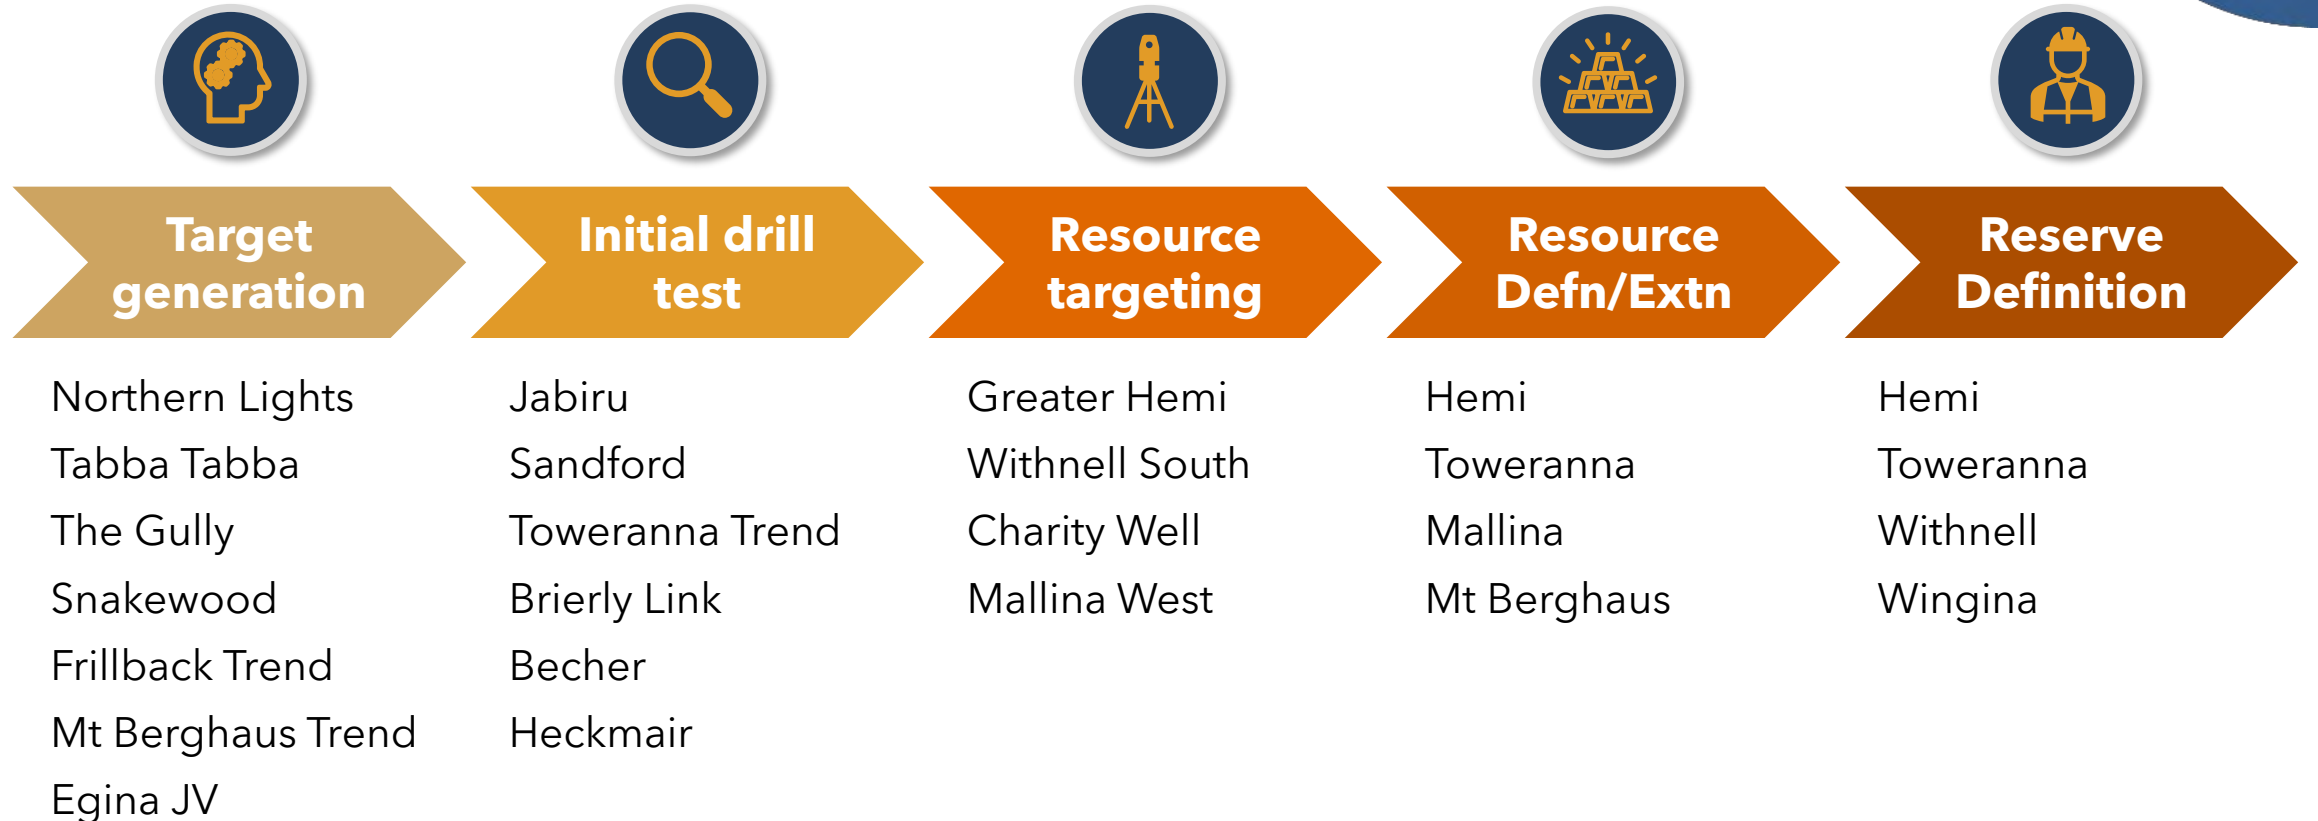 Target
generation
Initial drill
test
Resource
targeting
Resource
Defn/Extn
Reserve
Definition
Northern Lights
Tabba Tabba
The Gully
Snakewood
Frillback Trend
Mt Berghaus Trend
Egina JV
Jabiru
Sandford
Toweranna Trend
Brierly Link
Becher
Heckmair
Greater Hemi
Withnell South
Charity Well
Mallina West
Hemi
Toweranna
Mallina
Mt Berghaus
Hemi
Toweranna
Withnell
Wingina